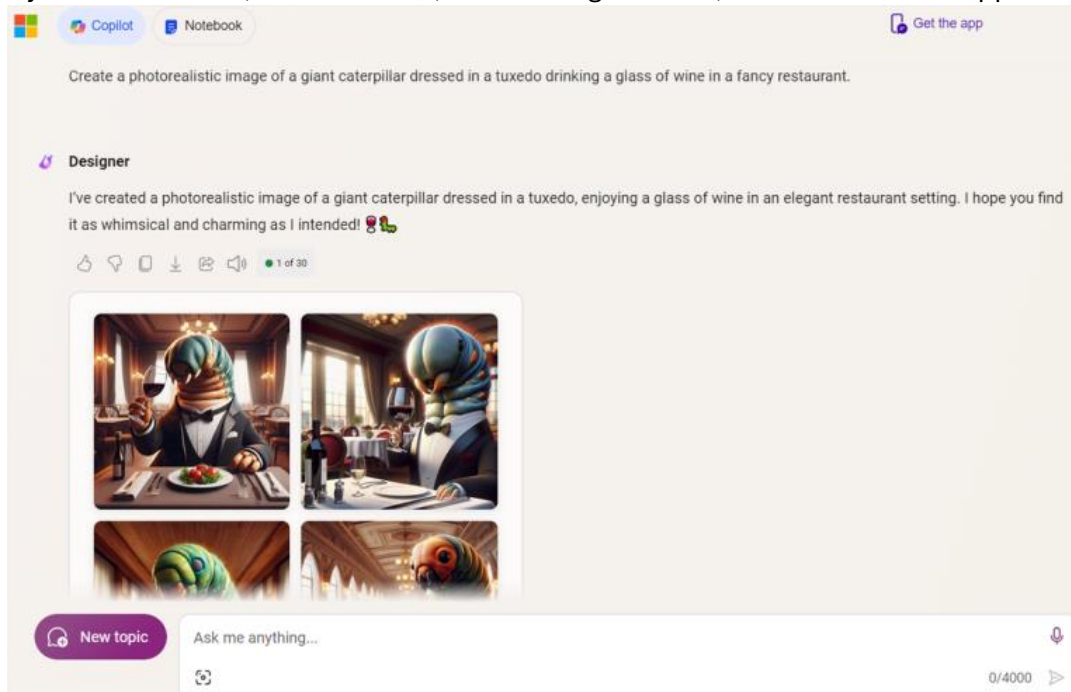 Copilot Notebook Get the app
Create a photorealistic image of a giant caterpillar dressed in a tuxedo drinking a glass of wine in a fancy restaurant.
Designer
I've created a photorealistic image of a giant caterpillar dressed in a tuxedo, enjoying a glass of wine in an elegant restaurant setting. I hope you find
it as whimsical and charming as I intended! 🍷🐛
1 of 30
New topic
Ask me anything...
0/4000